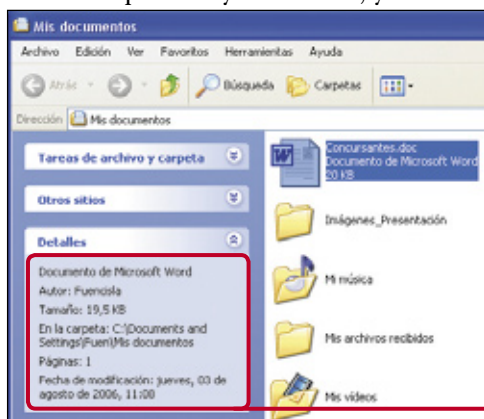 Mis documentos
Archivo Edición Ver Favoritos Herramientas Ayuda
Atrás Búsqueda Carpetas
Dirección Mis documentos
Tareas de archivo y carpeta
Otros sitios
Detalles
Documento de Microsoft Word
Autor: Fuencisla
Tamaño: 19,5 KB
En la carpeta: C:\Documents and
Settings\Fuen\Mis documentos
Páginas: 1
Fecha de modificación: jueves, 03 de
agosto de 2006, 11:08
Concursantes.doc
Documento de Microsoft Word
20 KB
Imágenes_Presentación
Mi música
Mis archivos recibidos
Mis vídeos